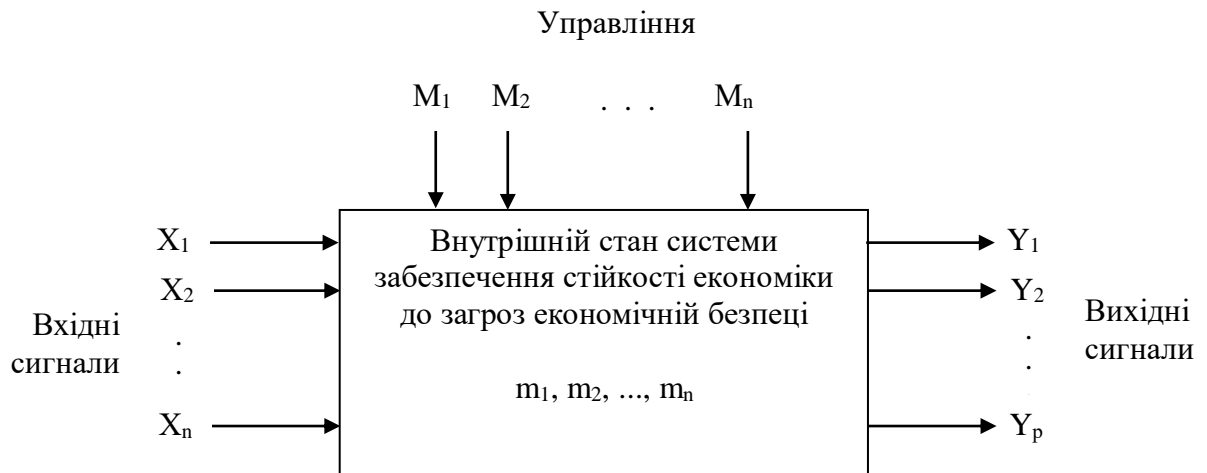 Управління
M₁ M₂ . . . Mₙ
X₁
X₂
.
.
Xₙ
Вхідні
сигнали
Внутрішній стан системи
забезпечення стійкості економіки
до загроз економічній безпеці
m₁, m₂, ..., mₙ
Y₁
Y₂
.
.
.
Yₚ
Вихідні
сигнали